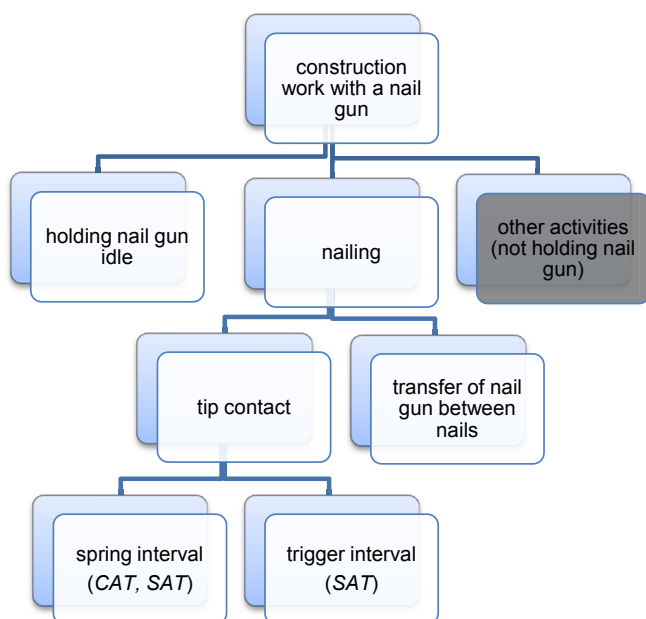 construction
work with a nail
gun
holding nail gun
idle
nailing
other activities
(not holding nail
gun)
tip contact
transfer of nail
gun between
nails
spring interval
(CAT, SAT)
trigger interval
(SAT)